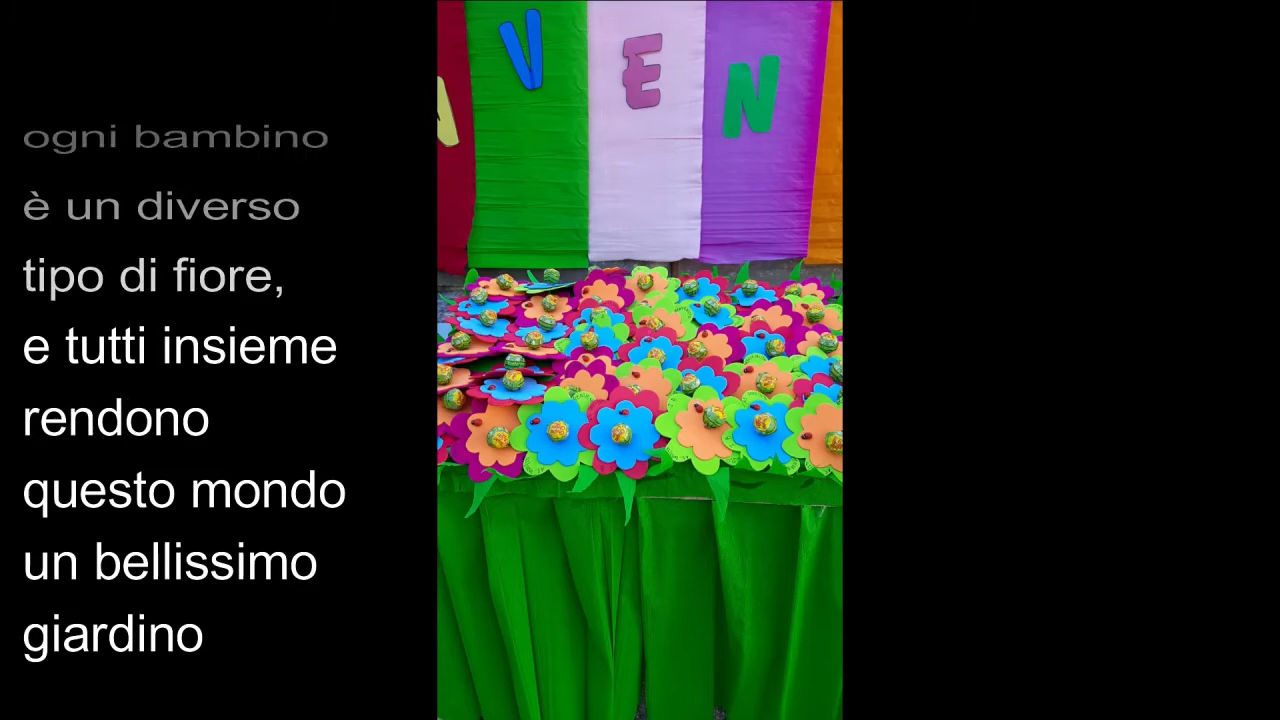 ogni bambino
è un diverso
tipo di fiore,
e tutti insieme
rendono
questo mondo
un bellissimo
giardino
A V E N